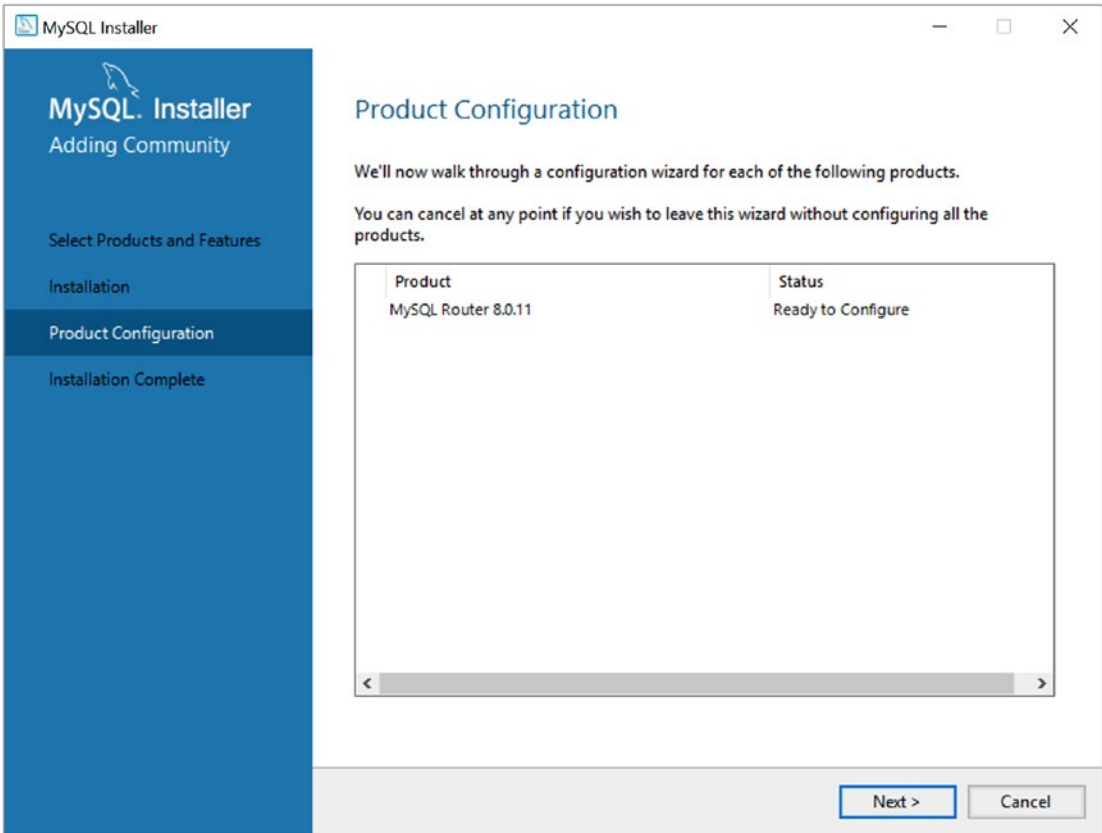 MySQL Installer
MySQL. Installer
Adding Community
Select Products and Features
Installation
Product Configuration
Installation Complete
Product Configuration
We'll now walk through a configuration wizard for each of the following products.
You can cancel at any point if you wish to leave this wizard without configuring all the
products.
Product Status
MySQL Router 8.0.11 Ready to Configure
Next > Cancel